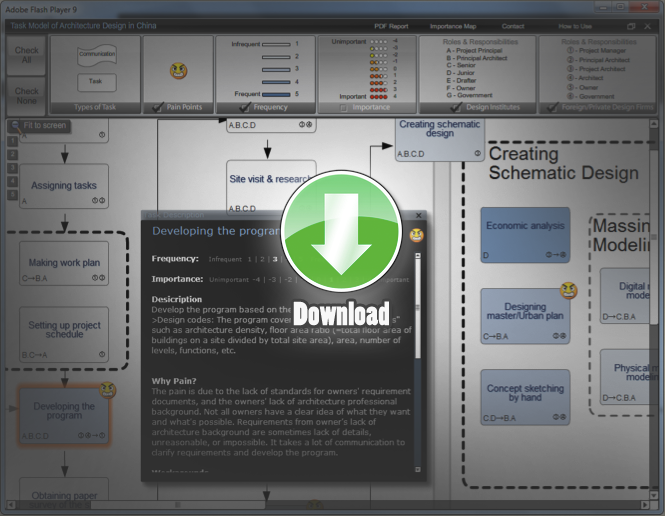 Adobe Flash Player 9
Task Model of Architecture Design in China
PDF Report
Importance Map
Contact
How to Use
Check
All
Check
None
Communication
Task
Types of Task
Pain Points
Infrequent
1
2
3
4
Frequent
5
Frequency
Unimportant
-4
-3
-2
-1
0
1
2
3
Important
4
Importance
Roles & Responsibilities
A - Project Principal
B - Principal Architect
C - Senior
D - Junior
E - Drafter
F - Owner
G - Government
Design Institutes
Roles & Responsibilities
① - Project Manager
② - Principal Architect
③ - Project Architect
④ - Architect
⑤ - Owner
⑥ - Government
Foreign/Private Design Firms
Fit to screen
1
2
3
4
5
A
Assigning tasks
A
Making work plan
C→B.A
Setting up project
schedule
B.C→A
Developing the
program
A.B.C.D
Obtaining paper
A.B.C.D
Site visit & research
A.B.C.D
Creating schematic
design
A.B.C.D
Creating
Schematic Design
Economic analysis
D
Designing
master/Urban plan
C.D→B.A
Concept sketching
by hand
C.D→B.A
Massin
Modelin
Digital
mode
D→C.B.A
Physical m
modelin
D→C.B.A
Developing the program
Frequency:
Infrequent 1 | 2 | 3
Importance:
Unimportant -4 | -3 | -2
Desicription
Develop the program based on the
>Design codes: The program cover
such as architecture density, floor area ratio (=total floor area of
buildings on a site divided by total site area), area, number of
levels, functions, etc.
Why Pain?
The pain is due to the lack of standards for owners' requirement
documents, and the owners' lack of architecture professional
background. Not all owners have a clear idea of what they want
and what's possible. Requirements from owner's lack of
architecture background are sometimes lack of details,
unreasonable, or impossible. It takes a lot of communication to
clarify requirements and develop the program.
Download